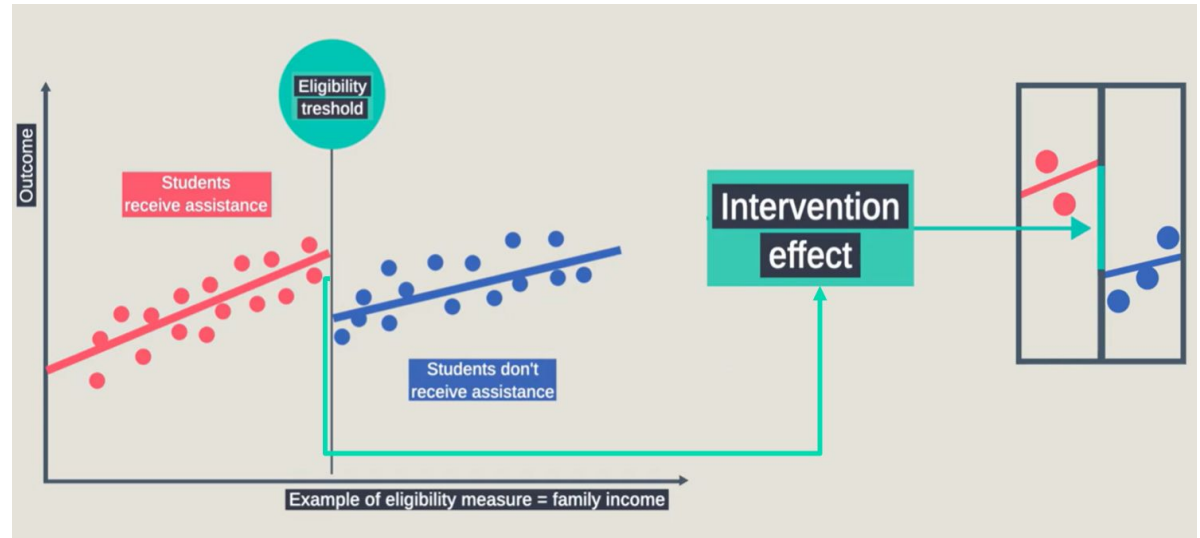 Eligibility
treshold
Outcome
Students
receive assistance
Intervention
effect
Students don't
receive assistance
Example of eligibility measure = family income